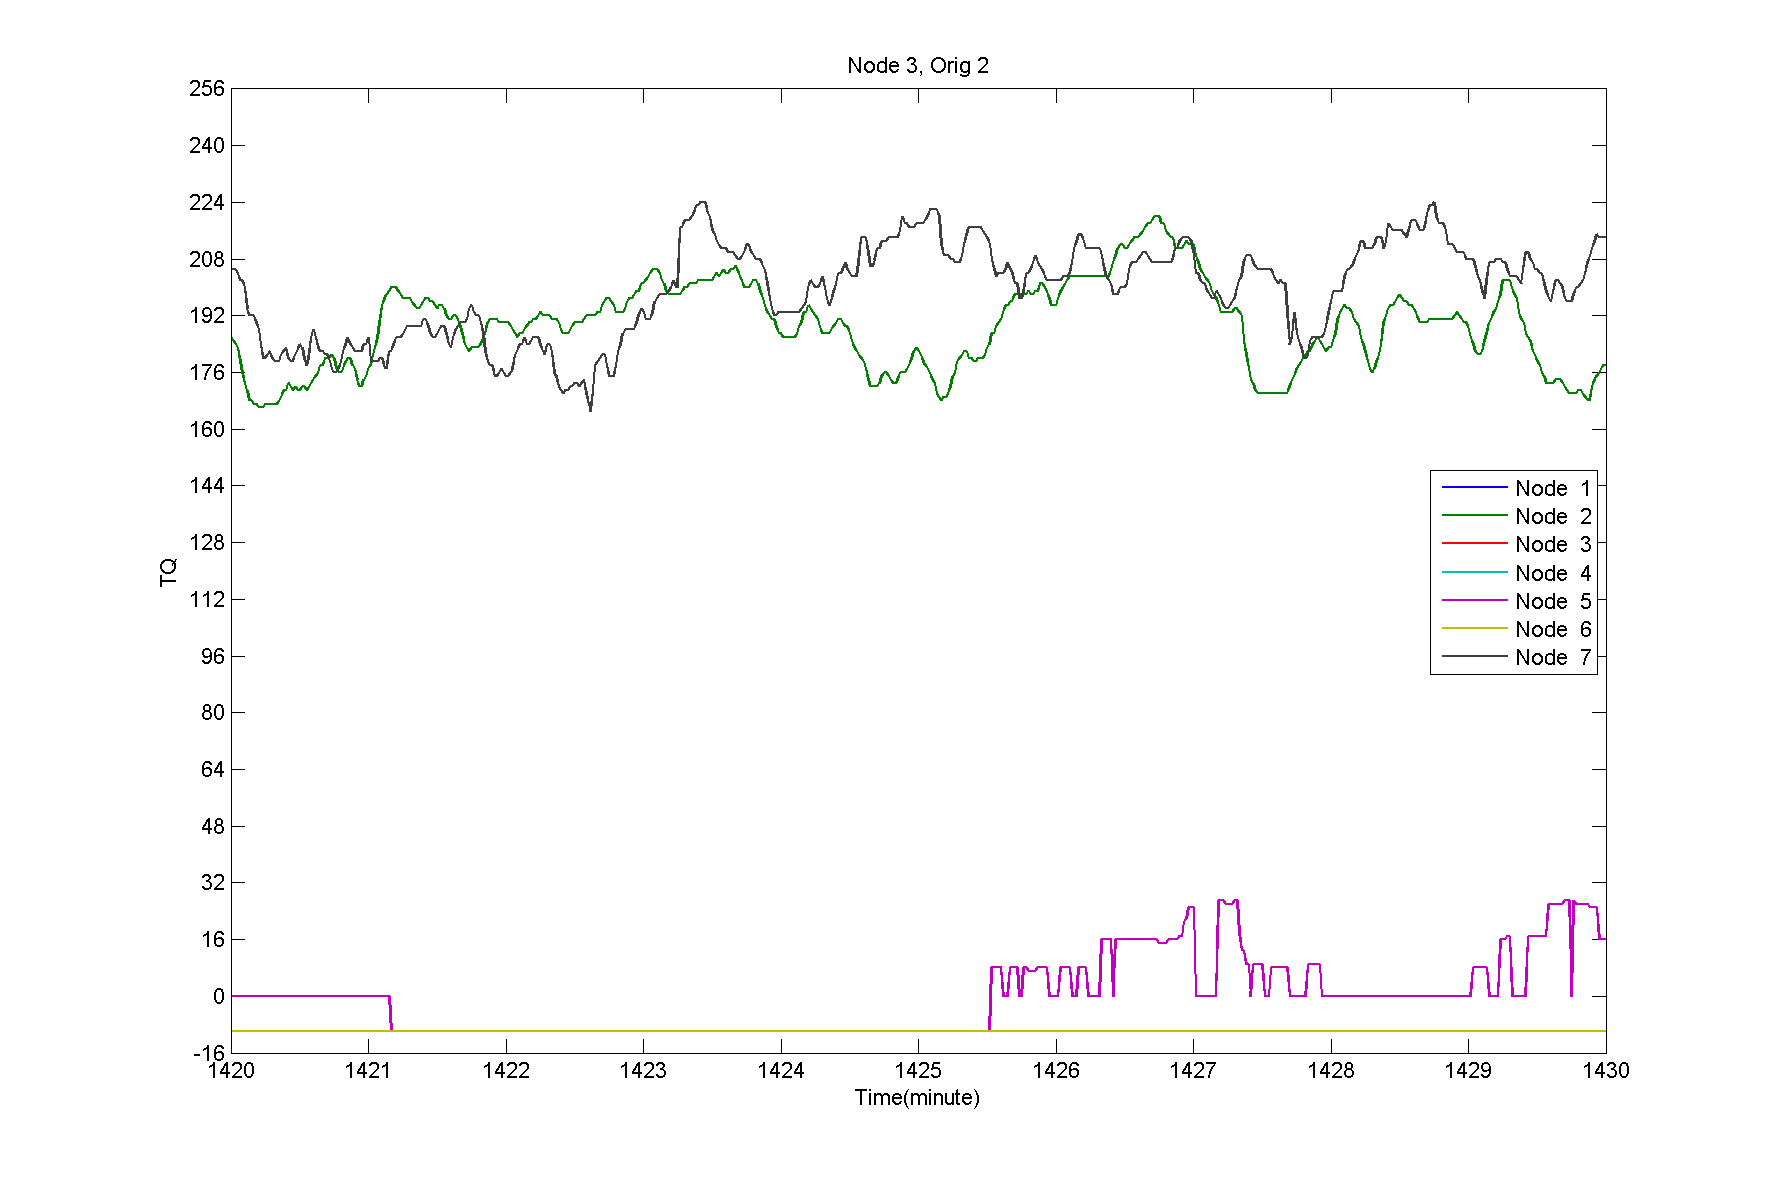 Node 3, Orig 2
256
240
224
208
192
176
160
144
128
112
96
80
64
48
32
16
0
-16
TQ
Node 1
Node 2
Node 3
Node 4
Node 5
Node 6
Node 7
1420 1421 1422 1423 1424 1425 1426 1427 1428 1429 1430
Time(minute)